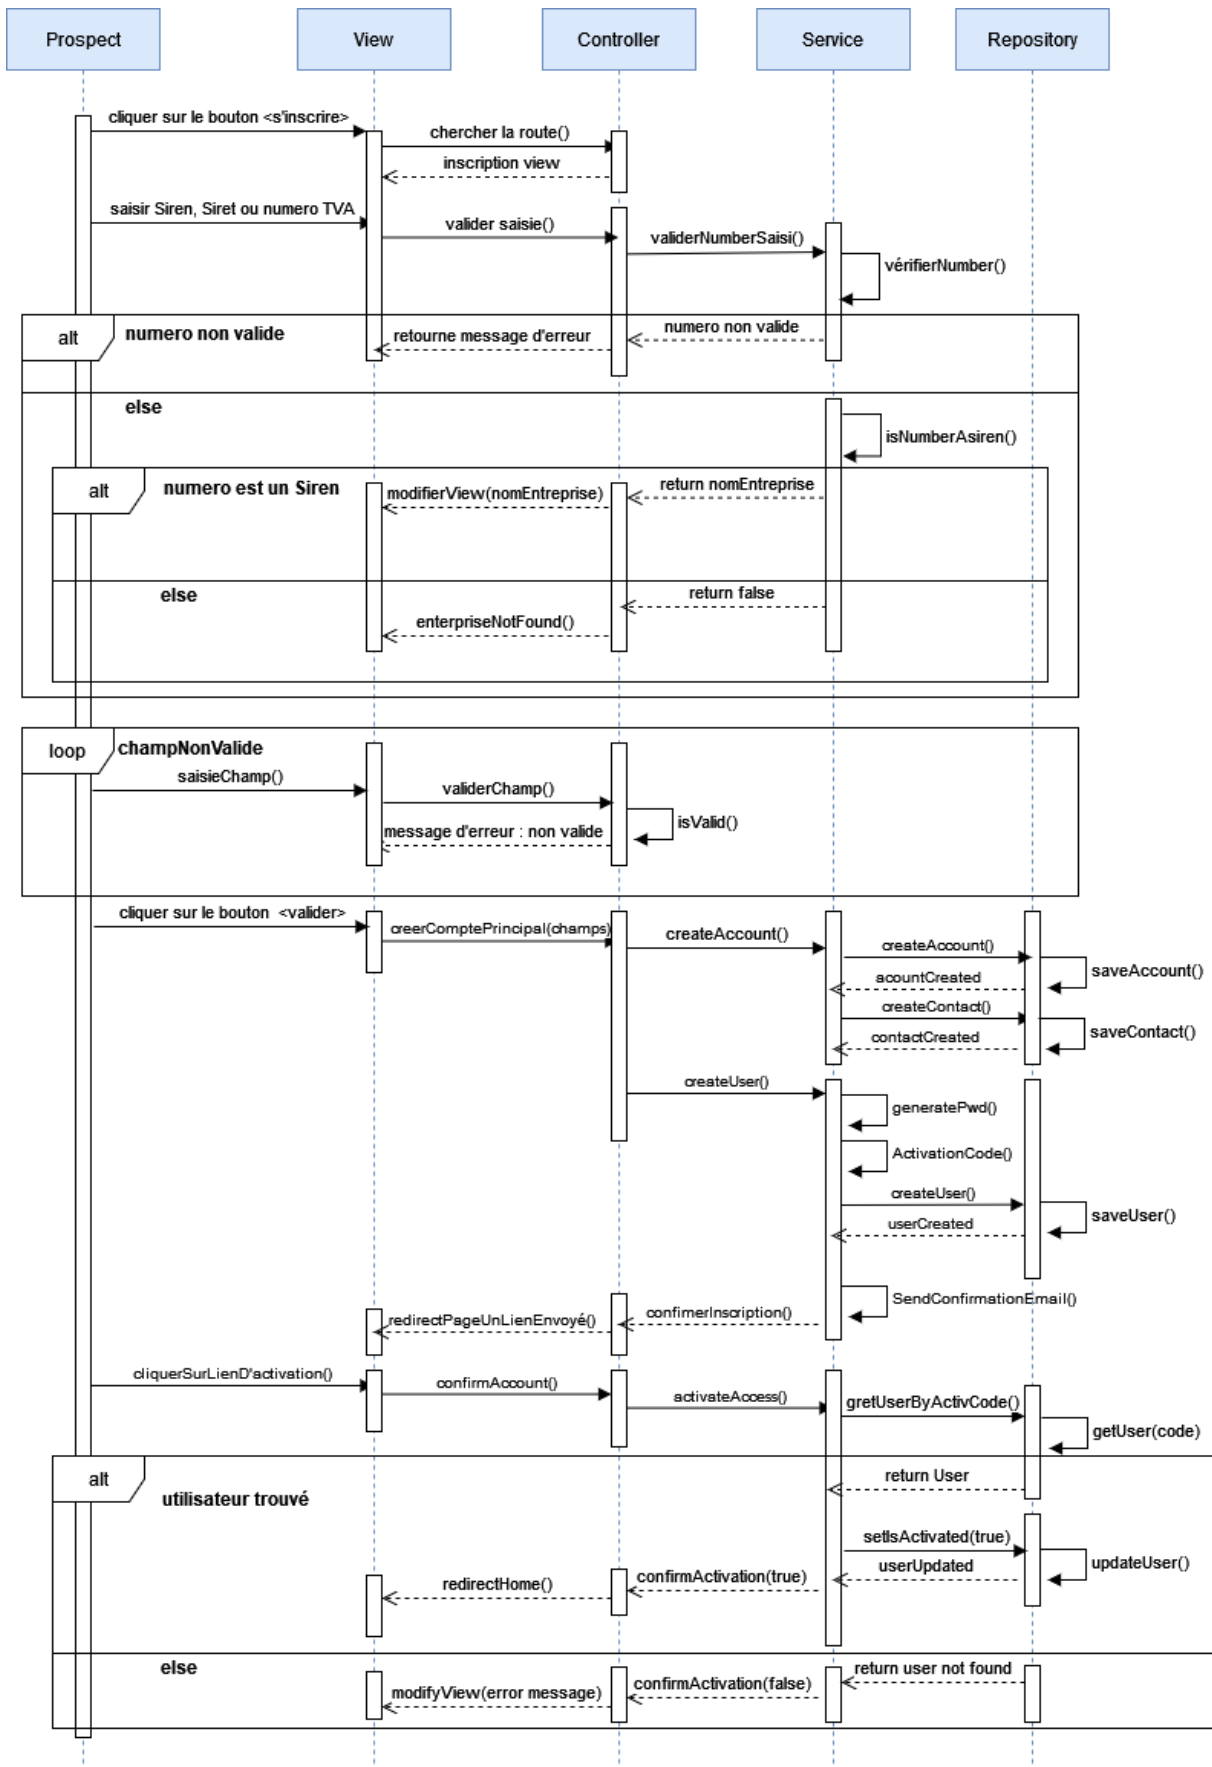 Prospect
View
Controller
Service
Repository
cliquer sur le bouton <s'inscrire>
chercher la route()
inscription view
saisir Siren, Siret ou numero TVA
valider saisie()
validerNumberSaisi()
vérifierNumber()
alt
numero non valide
numero non valide
retourne message d'erreur
else
isNumberAsiren()
alt
numero est un Siren
return nomEntreprise
modifierView(nomEntreprise)
else
return false
enterpriseNotFound()
loop
champNonValide
saisieChamp()
validerChamp()
isValid()
message d'erreur : non valide
cliquer sur le bouton <valider>
creerComptePrincipal(champs)
createAccount()
createAccount()
saveAccount()
acountCreated
createContact()
saveContact()
contactCreated
createUser()
generatePwd()
ActivationCode()
createUser()
saveUser()
userCreated
SendConfirmationEmail()
confimerInscription()
redirectPageUnLienEnvoyé()
cliquerSurLienD'activation()
confirmAccount()
activateAccess()
gretUserByActivCode()
getUser(code)
alt
utilisateur trouvé
return User
setIsActivated(true)
updateUser()
userUpdated
confirmActivation(true)
redirectHome()
else
return user not found
confirmActivation(false)
modifyView(error message)